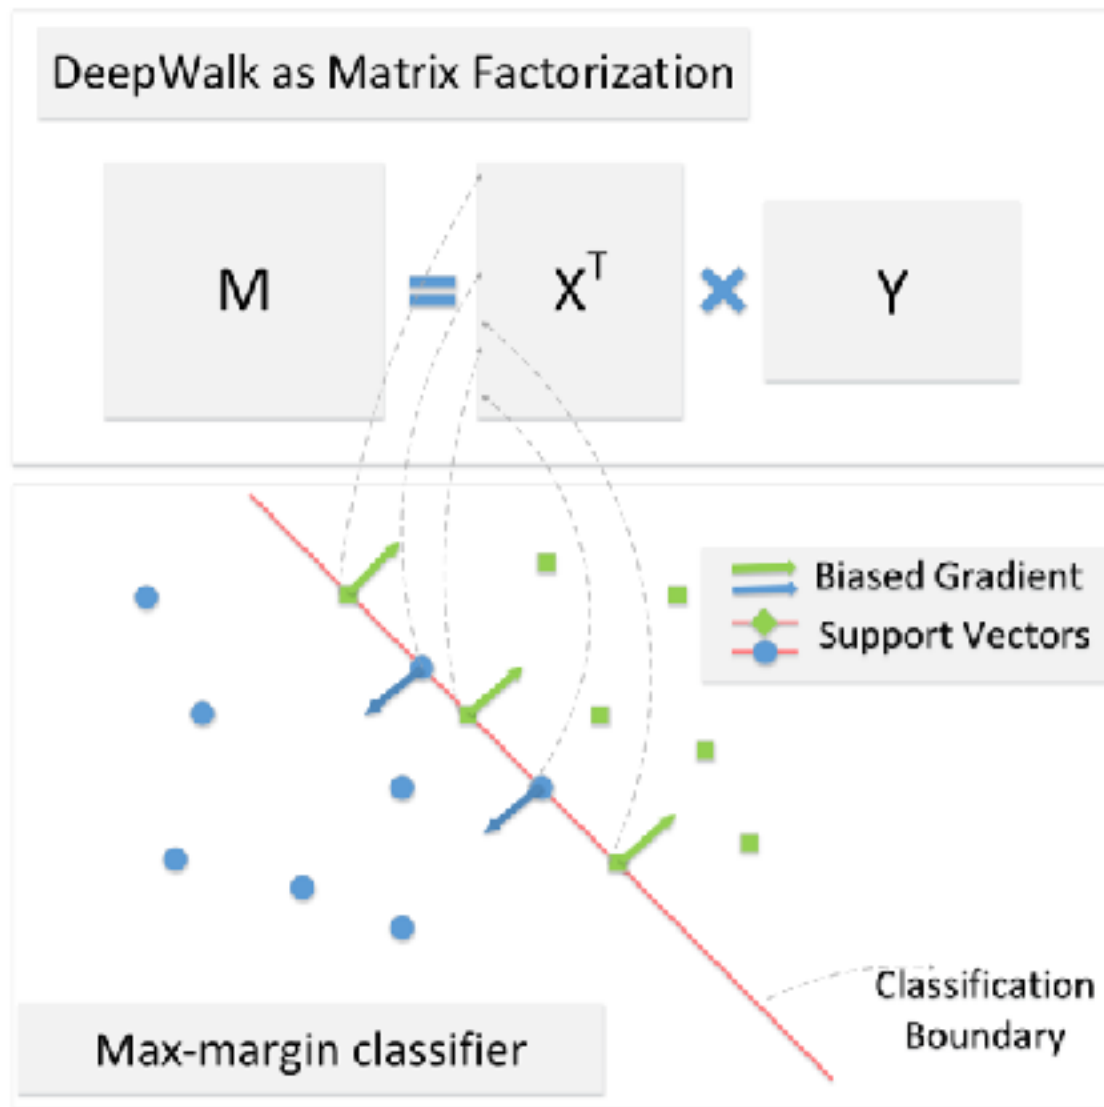 DeepWalk as Matrix Factorization
M = X^T × Y
Biased Gradient
Support Vectors
Classification
Boundary
Max-margin classifier